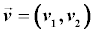 v⃗ = (v₁, v₂)